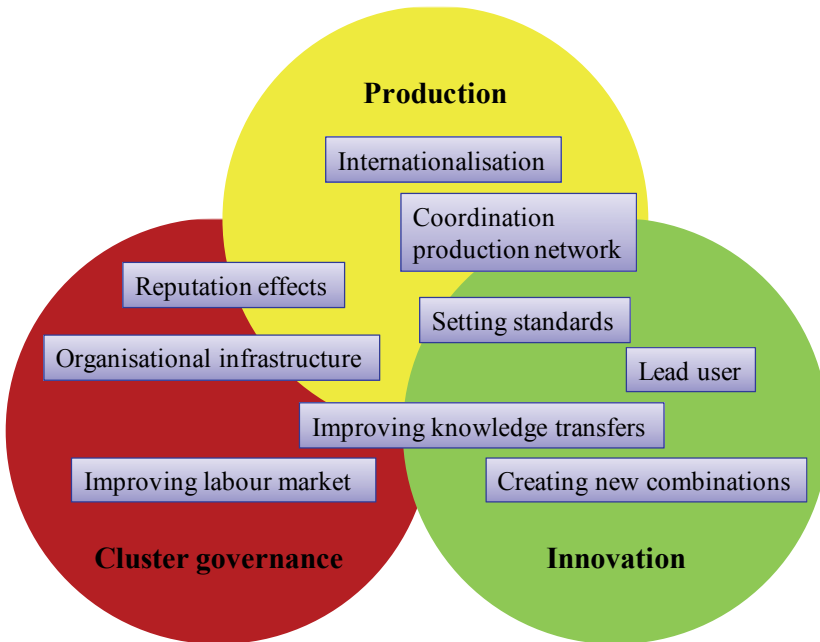 Production
Internationalisation
Coordination
production network
Reputation effects
Setting standards
Organisational infrastructure
Lead user
Improving knowledge transfers
Improving labour market
Creating new combinations
Cluster governance
Innovation